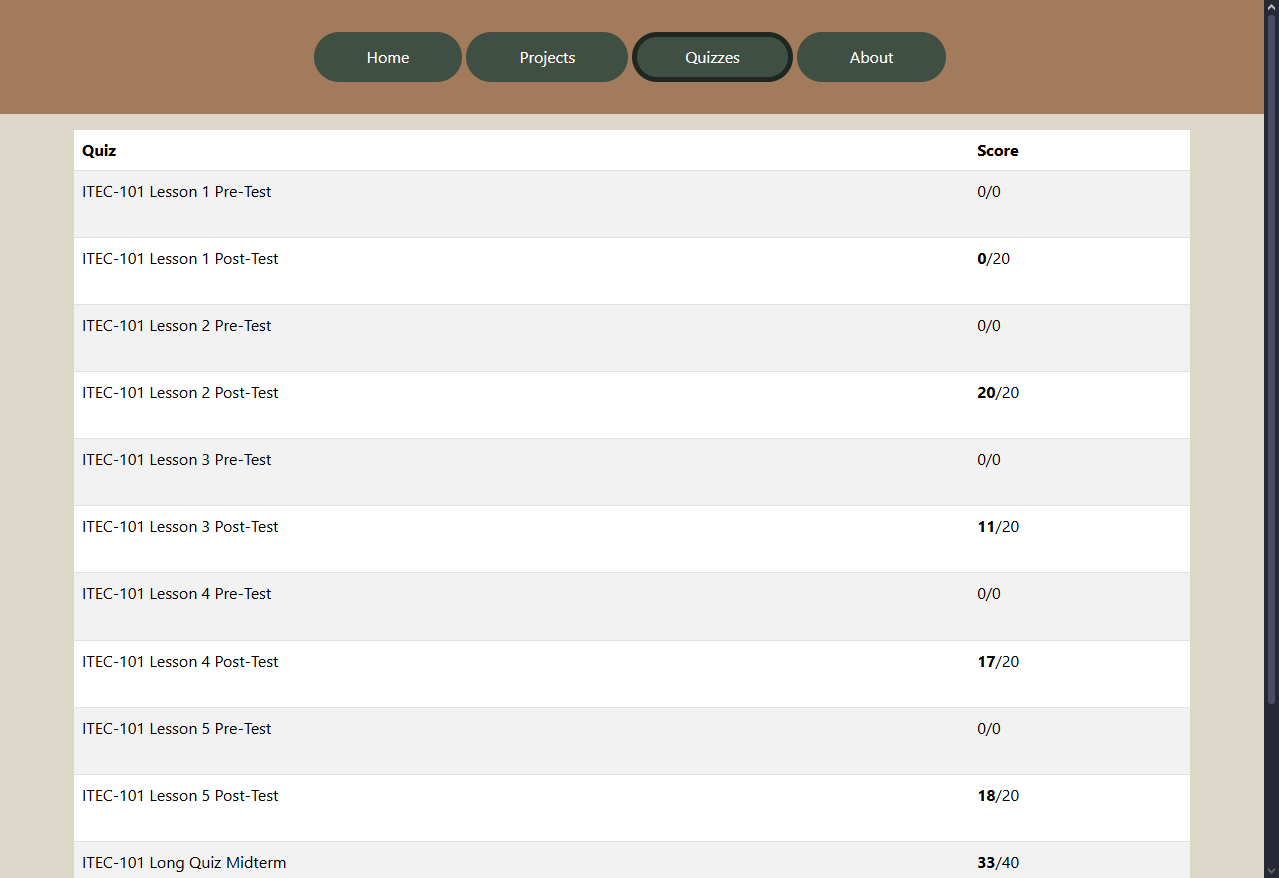 Home Projects Quizzes About
Quiz Score
ITEC-101 Lesson 1 Pre-Test 0/0
ITEC-101 Lesson 1 Post-Test 0/20
ITEC-101 Lesson 2 Pre-Test 0/0
ITEC-101 Lesson 2 Post-Test 20/20
ITEC-101 Lesson 3 Pre-Test 0/0
ITEC-101 Lesson 3 Post-Test 11/20
ITEC-101 Lesson 4 Pre-Test 0/0
ITEC-101 Lesson 4 Post-Test 17/20
ITEC-101 Lesson 5 Pre-Test 0/0
ITEC-101 Lesson 5 Post-Test 18/20
ITEC-101 Long Quiz Midterm 33/40